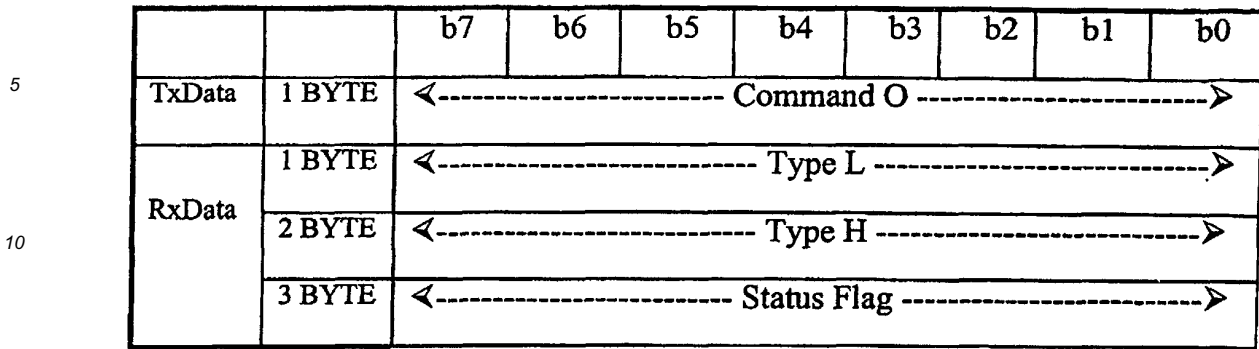 b7 b6 b5 b4 b3 b2 b1 b0
5
TxData 1 BYTE Command O
1 BYTE Type L
RxData
2 BYTE Type H
10
3 BYTE Status Flag